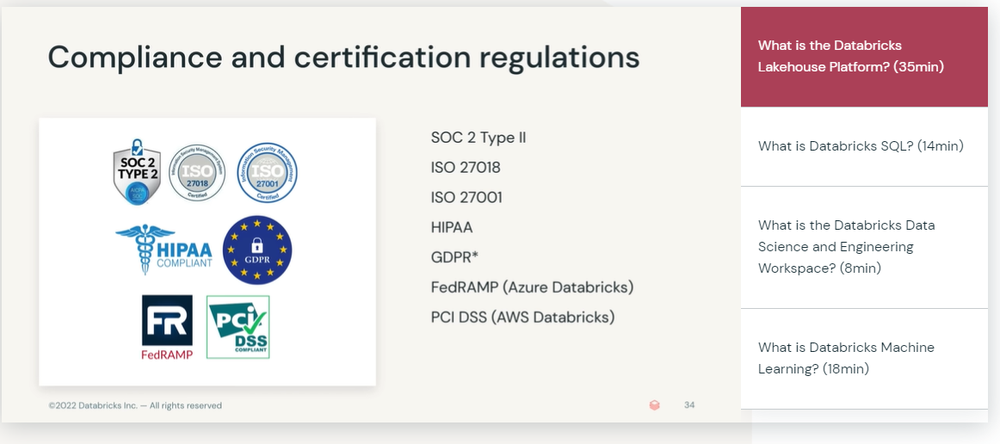 Compliance and certification regulations
SOC 2
TYPE 2
AICPA
SOC
Information Security Management System
ISO
27018
Certified
Information Security Management
ISO
27001
Certified
HIPAA
COMPLIANT
GDPR
FR
FedRAMP
PCi
DSS
COMPLIANT
SOC 2 Type II
ISO 27018
ISO 27001
HIPAA
GDPR*
FedRAMP (Azure Databricks)
PCI DSS (AWS Databricks)
©2022 Databricks Inc. — All rights reserved
34
What is the Databricks
Lakehouse Platform? (35min)
What is Databricks SQL? (14min)
What is the Databricks Data
Science and Engineering
Workspace? (8min)
What is Databricks Machine
Learning? (18min)